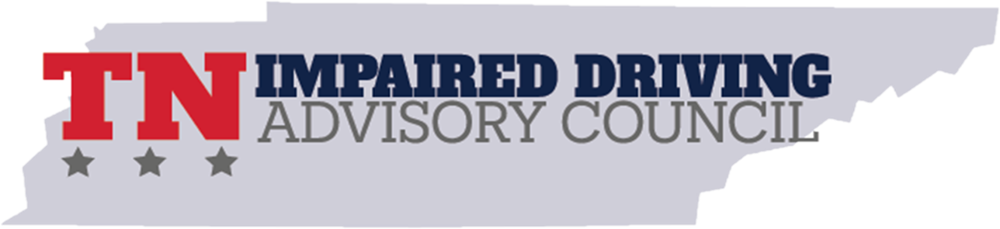 TN IMPAIRED DRIVING
ADVISORY COUNCIL